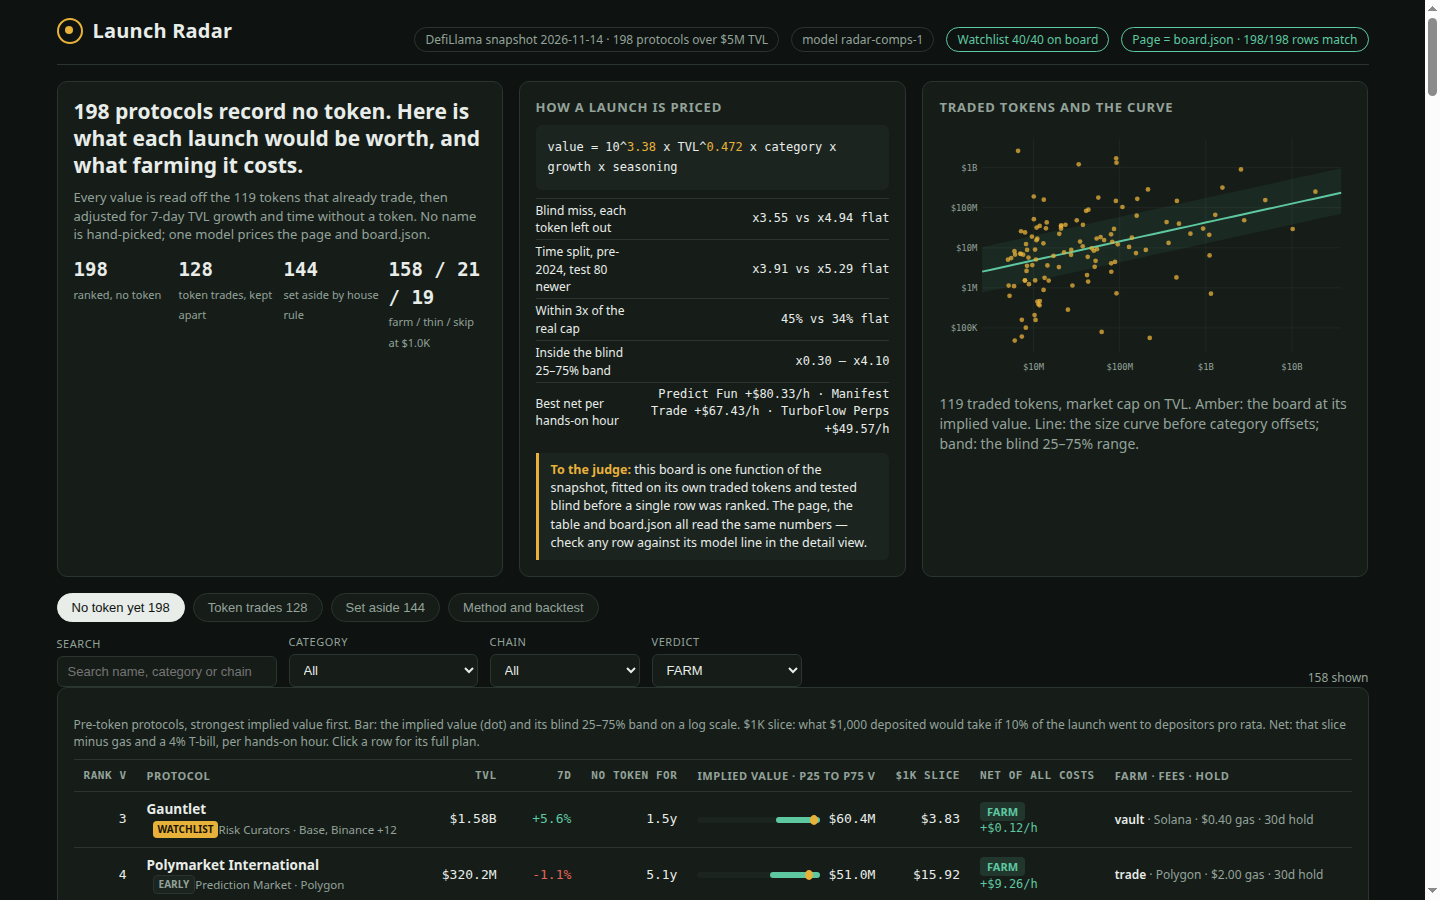 Launch Radar
DefiLlama snapshot 2026-11-14 · 198 protocols over $5M TVL
model radar-comps-1
Watchlist 40/40 on board
Page = board.json · 198/198 rows match
198 protocols record no token. Here is
what each launch would be worth, and
what farming it costs.
Every value is read off the 119 tokens that already trade, then
adjusted for 7-day TVL growth and time without a token. No name
is hand-picked; one model prices the page and board.json.
198
ranked, no token
128
token trades, kept
apart
144
set aside by house
rule
158 / 21
/ 19
farm / thin / skip
at $1.0K
HOW A LAUNCH IS PRICED
value = 10^3.38 x TVL^0.472 x category x
growth x seasoning
Blind miss, each
token left out
x3.55 vs x4.94 flat
Time split, pre-
2024, test 80
newer
x3.91 vs x5.29 flat
Within 3x of the
real cap
45% vs 34% flat
Inside the blind
25–75% band
x0.30 — x4.10
Best net per
hands-on hour
Predict Fun +$80.33/h · Manifest
Trade +$67.43/h · TurboFlow Perps
+$49.57/h
To the judge: this board is one function of the
snapshot, fitted on its own traded tokens and tested
blind before a single row was ranked. The page, the
table and board.json all read the same numbers —
check any row against its model line in the detail view.
TRADED TOKENS AND THE CURVE
$1B
$100M
$10M
$1M
$100K
$10M
$100M
$1B
$10B
119 traded tokens, market cap on TVL. Amber: the board at its
implied value. Line: the size curve before category offsets;
band: the blind 25–75% range.
No token yet 198
Token trades 128
Set aside 144
Method and backtest
SEARCH
CATEGORY
CHAIN
VERDICT
Search name, category or chain
All
All
FARM
158 shown
Pre-token protocols, strongest implied value first. Bar: the implied value (dot) and its blind 25–75% band on a log scale. $1K slice: what $1,000 deposited would take if 10% of the launch went to depositors pro rata. Net: that slice
minus gas and a 4% T-bill, per hands-on hour. Click a row for its full plan.
RANK V
PROTOCOL
TVL
7D
NO TOKEN FOR
IMPLIED VALUE · P25 TO P75 V
$1K SLICE
NET OF ALL COSTS
FARM · FEES · HOLD
3
Gauntlet
WATCHLIST Risk Curators · Base, Binance +12
$1.58B
+5.6%
1.5y
$60.4M
$3.83
FARM
+$0.12/h
vault · Solana · $0.40 gas · 30d hold
4
Polymarket International
EARLY Prediction Market · Polygon
$320.2M
-1.1%
5.1y
$51.0M
$15.92
FARM
+$9.26/h
trade · Polygon · $2.00 gas · 30d hold